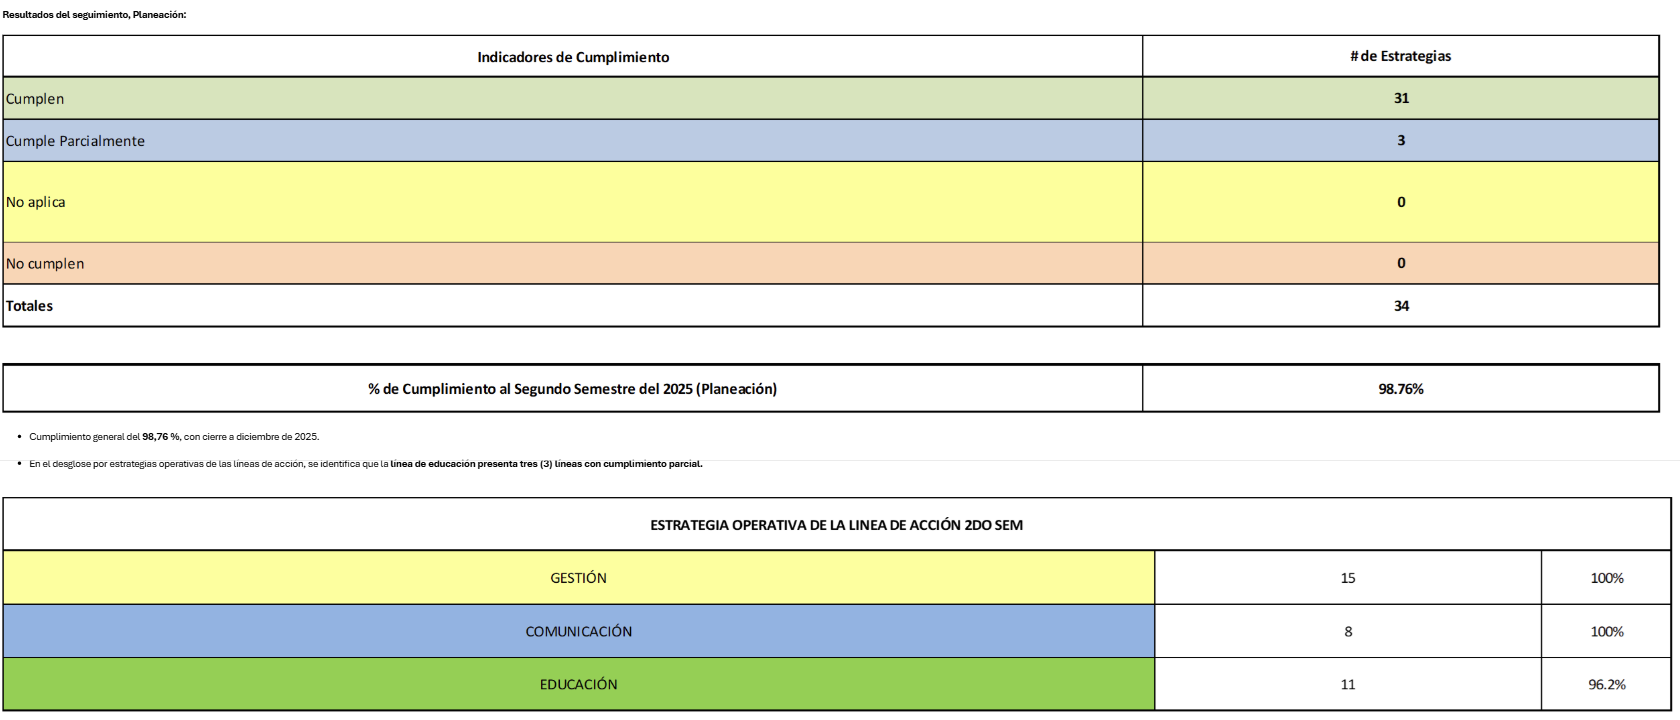 Resultados del seguimiento, Planeación:
Indicadores de Cumplimiento # de Estrategias
Cumplen 31
Cumple Parcialmente 3
No aplica 0
No cumplen 0
Totales 34
% de Cumplimiento al Segundo Semestre del 2025 (Planeación) 98.76%
• Cumplimiento general del 98,76 %, con cierre a diciembre de 2025.
• En el desglose por estrategias operativas de las líneas de acción, se identifica que la línea de educación presenta tres (3) líneas con cumplimiento parcial.
ESTRATEGIA OPERATIVA DE LA LINEA DE ACCIÓN 2DO SEM
GESTIÓN 15 100%
COMUNICACIÓN 8 100%
EDUCACIÓN 11 96.2%